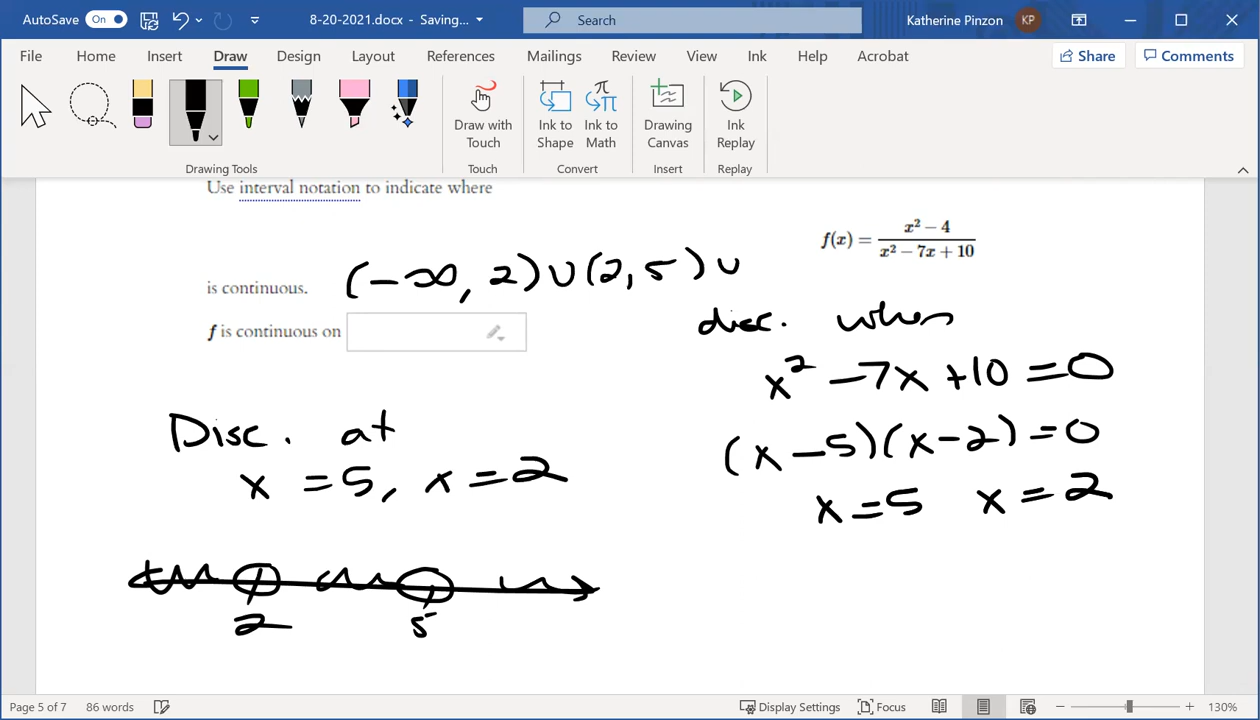 AutoSave On 8-20-2021.docx - Saving... Search Katherine Pinzon KP
File Home Insert Draw Design Layout References Mailings Review View Ink Help Acrobat Share Comments
Draw with Touch Ink to Shape Ink to Math Drawing Canvas Ink Replay
Drawing Tools Touch Convert Insert Replay
Use interval notation to indicate where
f(x) = (x² − 4)/(x² − 7x + 10)
is continuous. (−∞, 2)∪(2,5)∪
f is continuous on
disc. when
x² − 7x + 10 = 0
(x − 5)(x − 2) = 0
x = 5 x = 2
Disc. at
x = 5, x = 2
2 5
Page 5 of 7 86 words Display Settings Focus 130%